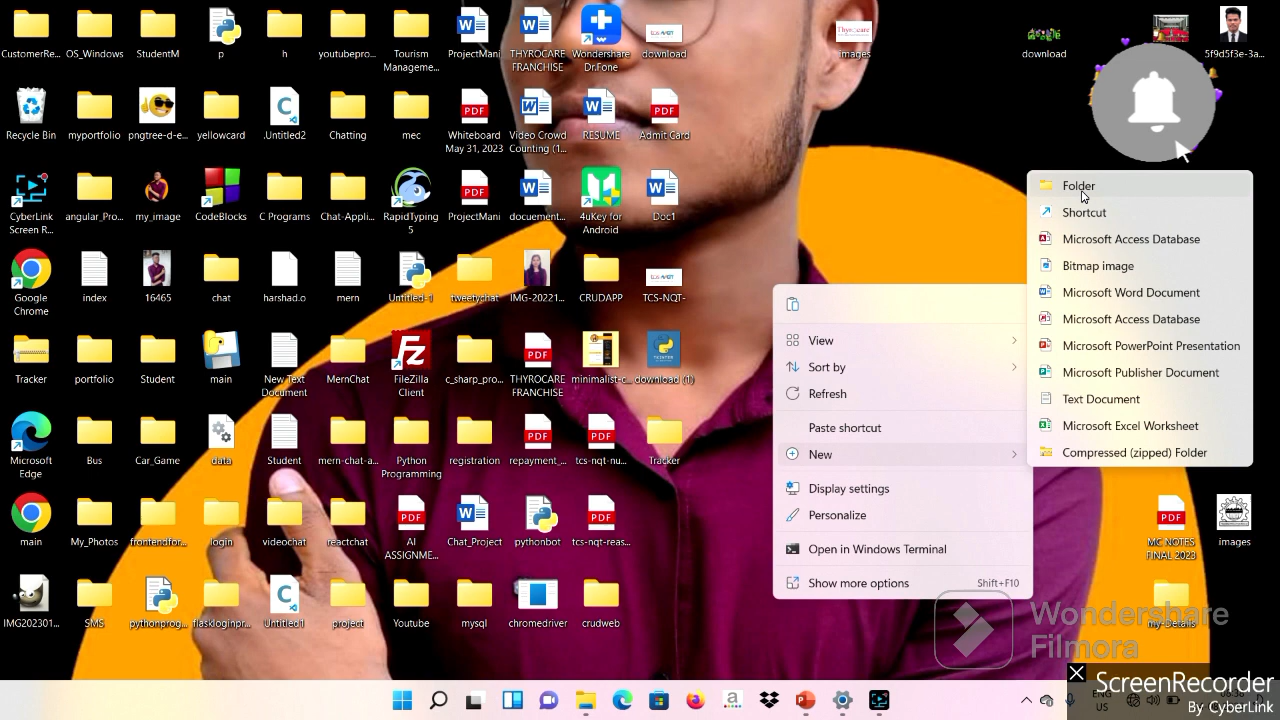 CustomerRe...
OS_Windows
StudentM
p
h
youtubepro...
Tourism
Manageme...
ProjectMani
THYROCARE
FRANCHISE
Wondershare
Dr.Fone
download
images
download
5f9d5f3e-3a...
Recycle Bin
myportfolio
pngtree-d-e...
yellowcard
.Untitled2
Chatting
mec
Whiteboard
May 31, 2023
Video Crowd
Counting (1...
RESUME
Admit Card
CyberLink
Screen R...
angular_Pro...
my_image
CodeBlocks
C Programs
Chat-Appli...
RapidTyping
5
ProjectMani
docuement...
4uKey for
Android
Doc1
Google
Chrome
index
16465
chat
harshad.o
mern
Untitled-1
tweetychat
IMG-20221...
CRUDAPP
TCS-NQT-
Tracker
portfolio
Student
main
New Text
Document
MernChat
FileZilla
Client
c_sharp_pro...
THYROCARE
FRANCHISE
minimalist-c...
download (1)
Microsoft
Edge
Bus
Car_Game
data
Student
mern-chat-a...
Python
Programming
registration
repayment_...
tcs-nqt-nu...
Tracker
main
My_Photos
frontendfor...
login
videochat
reactchat
AI
ASSIGNME...
Chat_Project
pythonbot
tcs-nqt-reas...
MC NOTES
FINAL 2023
images
IMG202301...
SMS
pythonprog...
flaskloginpr...
Untitled1
project
Youtube
mysql
chromedriver
crudweb
my-Details
View
Sort by
Refresh
Paste shortcut
New
Display settings
Personalize
Open in Windows Terminal
Show more options Shift+F10
Folder
Shortcut
Microsoft Access Database
Bitmap image
Microsoft Word Document
Microsoft Access Database
Microsoft PowerPoint Presentation
Microsoft Publisher Document
Text Document
Microsoft Excel Worksheet
Compressed (zipped) Folder
Wondershare
Filmora
ENG
US
ScreenRecorder
By CyberLink